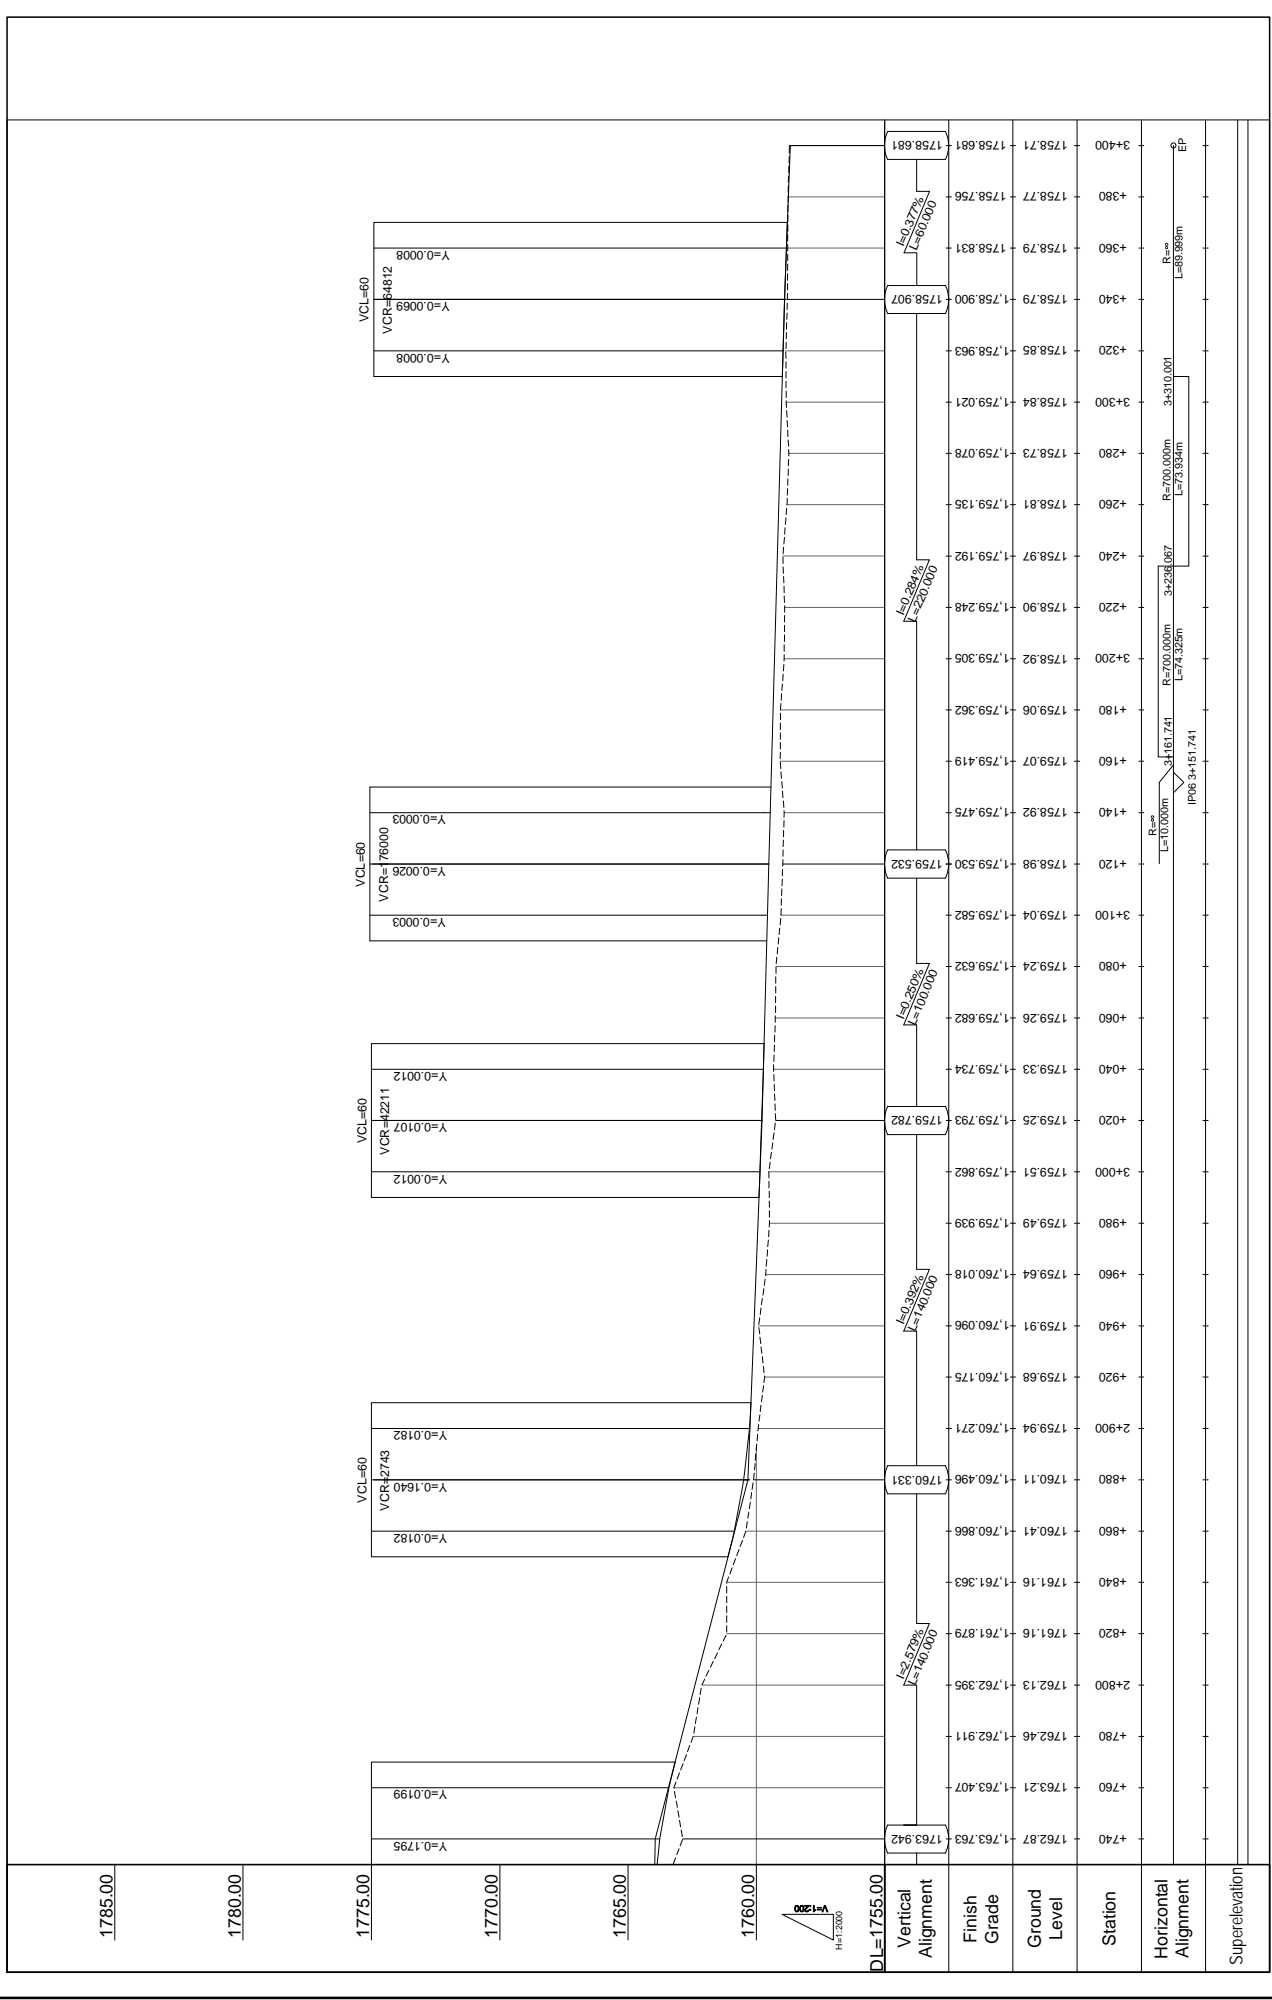 VCL=60
VCR=2743
VCL=60
VCR=42211
VCL=60
VCR=176000
VCL=60
VCR=64812
Y=0.1795
Y=0.0199
Y=0.0182
Y=0.1640
Y=0.0182
Y=0.0012
Y=0.0107
Y=0.0012
Y=0.0003
Y=0.0026
Y=0.0003
Y=0.0008
Y=0.0069
Y=0.0008
1785.00
1780.00
1775.00
1770.00
1765.00
1760.00
V=1:200
H=1:2000
DL=1755.00
Vertical
Alignment
1763.942
I=2.579%
L=140.000
1760.331
I=0.392%
L=140.000
1759.782
I=0.250%
L=100.000
1759.532
I=0.284%
L=220.000
1758.907
I=0.377%
L=60.000
1758.681
Finish
Grade
1,763.763
1,763.407
1,762.911
1,762.395
1,761.879
1,761.363
1,760.866
1,760.496
1,760.271
1,760.175
1,760.096
1,760.018
1,759.939
1,759.862
1,759.793
1,759.734
1,759.682
1,759.632
1,759.582
1,759.530
1,759.475
1,759.419
1,759.362
1,759.305
1,759.248
1,759.192
1,759.135
1,759.078
1,759.021
1,758.963
1,758.900
1758.831
1758.756
1758.681
Ground
Level
1762.87
1763.21
1762.46
1762.13
1761.16
1761.16
1760.41
1760.11
1759.94
1759.68
1759.91
1759.64
1759.49
1759.51
1759.25
1759.33
1759.26
1759.24
1759.04
1758.98
1758.92
1759.07
1759.06
1758.92
1758.90
1758.97
1758.81
1758.73
1758.84
1758.85
1758.79
1758.79
1758.77
1758.71
Station
+740
+760
+780
2+800
+820
+840
+860
+880
2+900
+920
+940
+960
+980
3+000
+020
+040
+060
+080
3+100
+120
+140
+160
+180
3+200
+220
+240
+260
+280
3+300
+320
+340
+360
+380
3+400
Horizontal
Alignment
R=∞
L=10.000m
IP06 3+151.741
3+161.741
R=700.000m
L=74.325m
3+236.067
R=700.000m
L=73.934m
3+310.001
R=∞
L=89.999m
EP
Superelevation